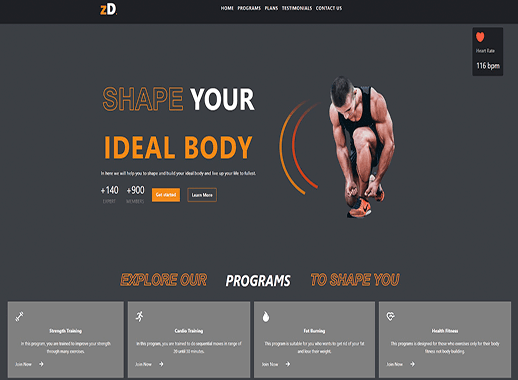 zD
HOME PROGRAMS PLANS TESTIMONIALS CONTACT US
Heart Rate
116 bpm
SHAPE YOUR
IDEAL BODY
In here we will help you to shape and build your ideal body and live up your life to fullest.
+140 +900
EXPERT MEMBERS
Get started Learn More
EXPLORE OUR PROGRAMS TO SHAPE YOU
Strength Training
In this program, you are trained to improve your strength
through many exercises.
Join Now
Cardio Training
In this program, you are trained to do sequential moves in range of
20 until 30 minutes.
Join Now
Fat Burning
This program is suitable for you who wants to get rid of your fat
and lose their weight.
Join Now
Health Fitness
This program is designed for those who exercises only for their body
fitness not body building.
Join Now